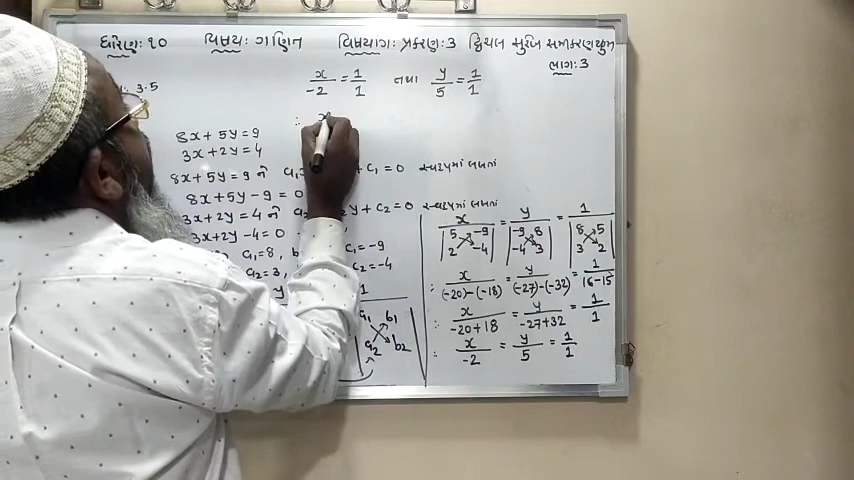 ધોરણ: ૧૦ વિષય: ગણિત વિભાગ: પ્રકરણ: 3 દ્વિચલ સુરેખ સમીકરણયુગ્મ
ભાગ: 3
3.5
x/-2 = 1/1 તથા y/5 = 1/1
∴ x
8x + 5y = 9
3x + 2y = 4
8x + 5y = 9 ને a₁x + c₁ = 0 સ્વરૂપમાં લખતાં
8x + 5y - 9 = 0
3x + 2y = 4 ને y + c₂ = 0 સ્વરૂપમાં લખતાં
3x + 2y - 4 = 0
a₁ = 8, b c₁ = -9
a₂ = 3, c₂ = -4
y 1
a₁ b₁
a₂ b₂
x / |5 -9 2 -4| = y / |-9 8 -4 3| = 1 / |8 5 3 2|
∴ x/(-20)-(-18) = y/(-27)-(-32) = 1/16-15
∴ x/-20+18 = y/-27+32 = 1/1
∴ x/-2 = y/5 = 1/1